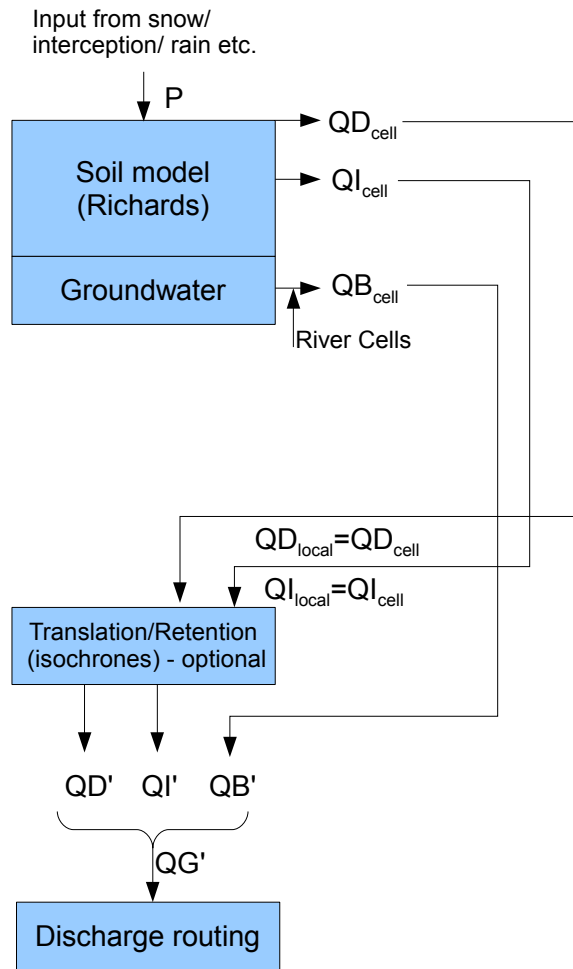 Input from snow/
interception/ rain etc.
P
QDcell
Soil model
(Richards)
QIcell
Groundwater
QBcell
River Cells
QDlocal=QDcell
QIlocal=QIcell
Translation/Retention
(isochrones) - optional
QD' QI' QB'
QG'
Discharge routing